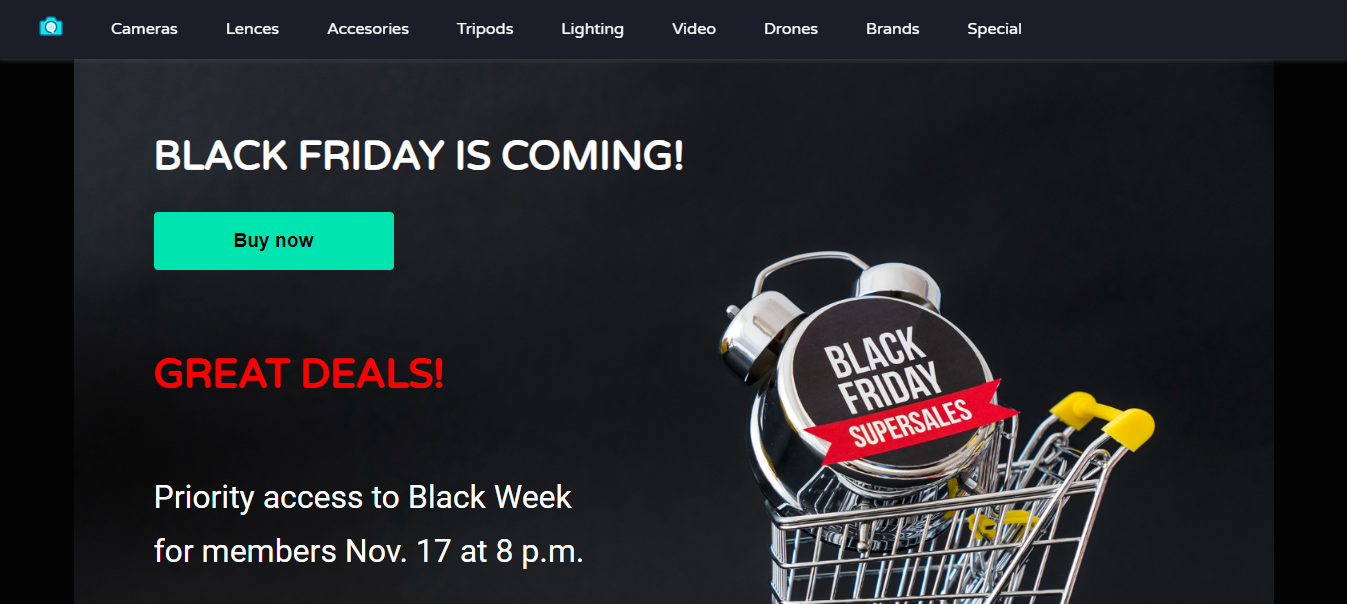 Cameras Lences Accesories Tripods Lighting Video Drones Brands Special
BLACK FRIDAY IS COMING!
Buy now
GREAT DEALS!
BLACK
FRIDAY
SUPERSALES
Priority access to Black Week
for members Nov. 17 at 8 p.m.